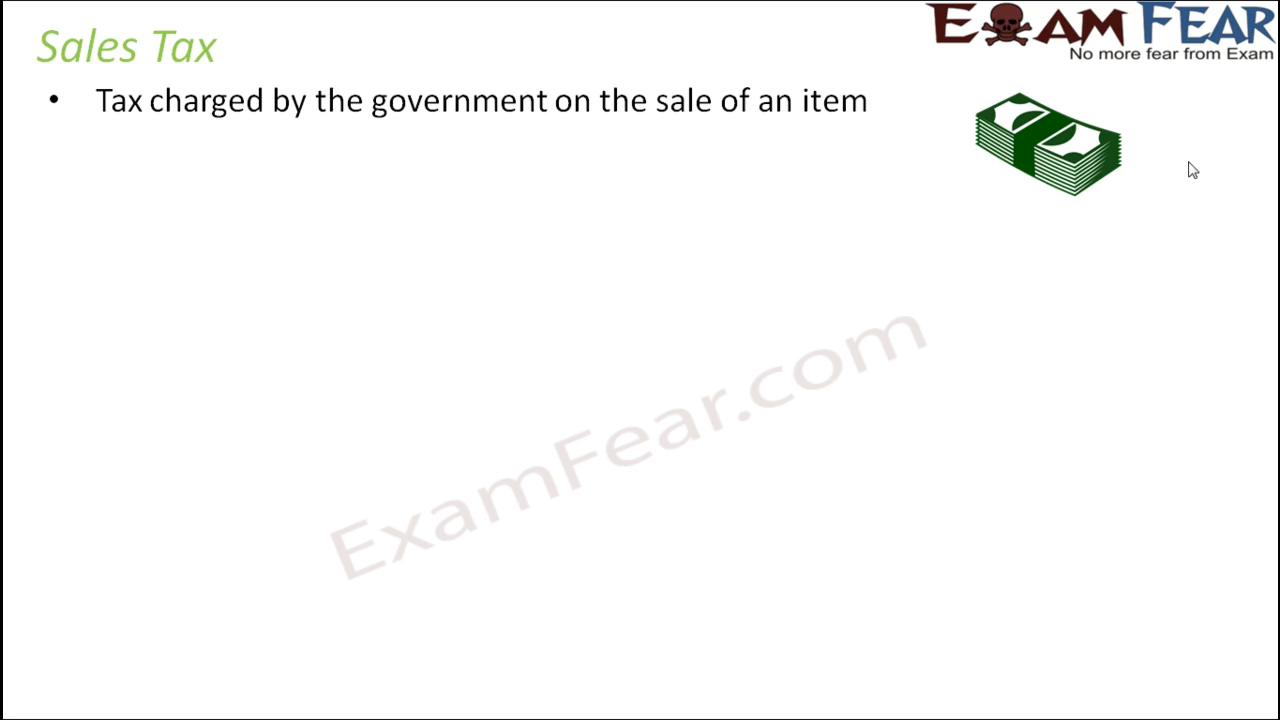 Sales Tax
EXAM FEAR
No more fear from Exam
• Tax charged by the government on the sale of an item
ExamFear.com